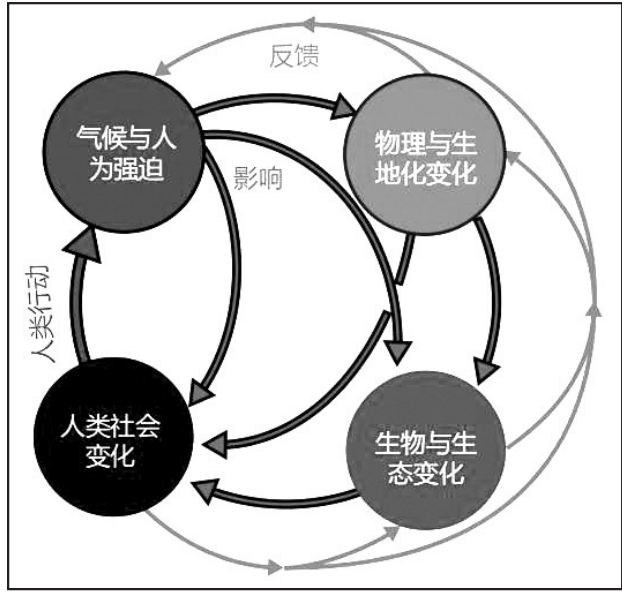 反馈
气候与人
为强迫
物理与生
地化变化
影响
人类行动
人类社会
变化
生物与生
态变化